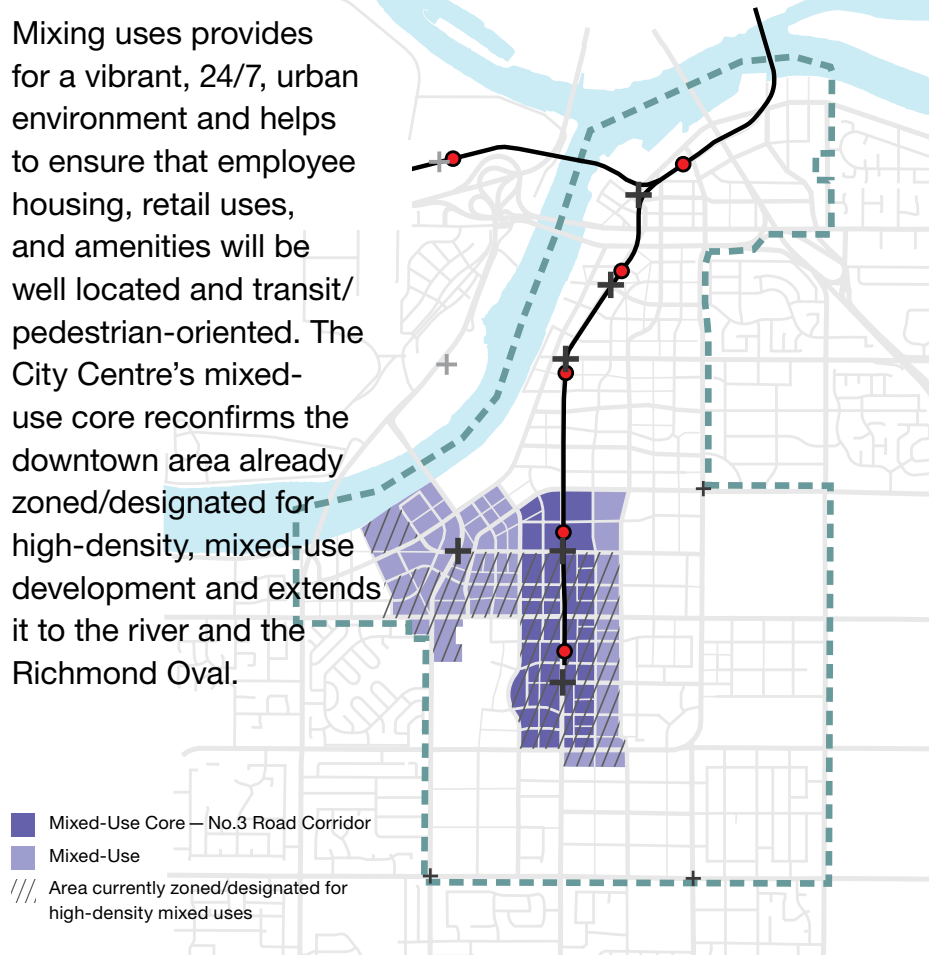 Mixing uses provides
for a vibrant, 24/7, urban
environment and helps
to ensure that employee
housing, retail uses,
and amenities will be
well located and transit/
pedestrian-oriented. The
City Centre’s mixed-
use core reconfirms the
downtown area already
zoned/designated for
high-density, mixed-use
development and extends
it to the river and the
Richmond Oval.
Mixed-Use Core — No.3 Road Corridor
Mixed-Use
Area currently zoned/designated for
high-density mixed uses